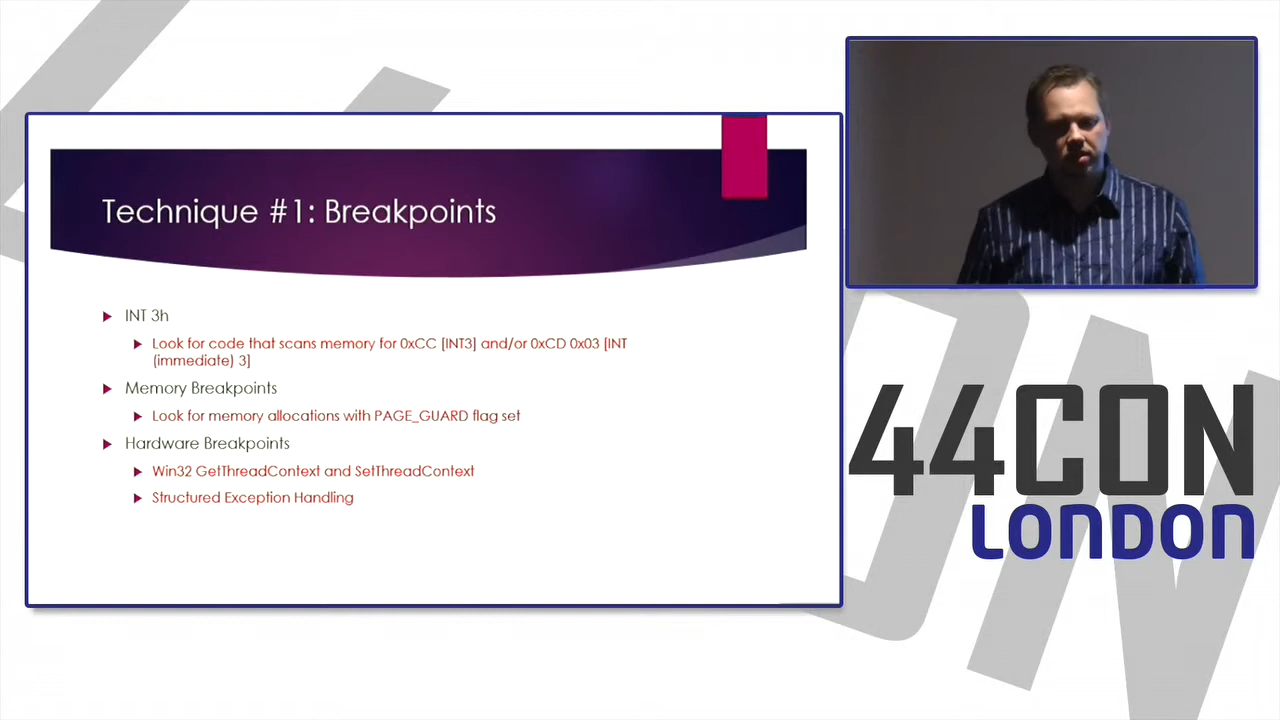 Technique #1: Breakpoints
INT 3h
Look for code that scans memory for 0xCC [INT3] and/or 0xCD 0x03 [INT
(immediate) 3]
Memory Breakpoints
Look for memory allocations with PAGE_GUARD flag set
Hardware Breakpoints
Win32 GetThreadContext and SetThreadContext
Structured Exception Handling
44CON
LONDON